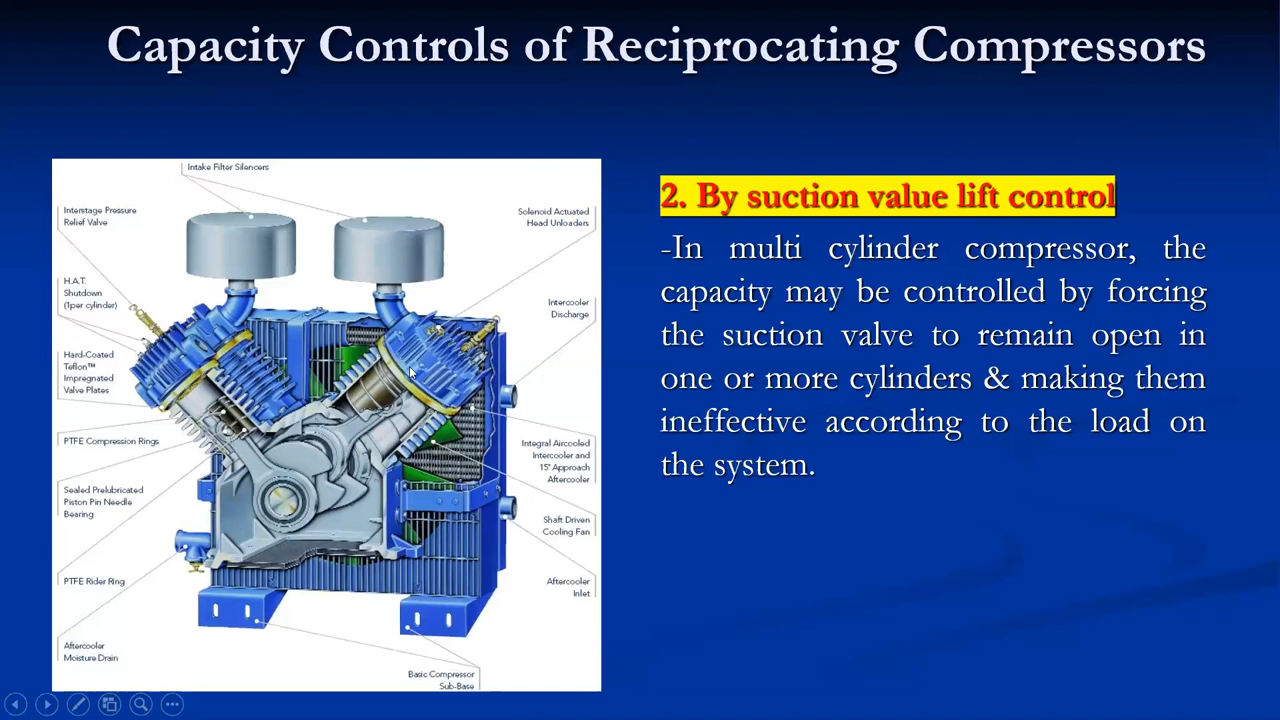 Capacity Controls of Reciprocating Compressors
Intake Filter Silencers
Interstage Pressure
Relief Valve
H.A.T.
Shutdown
(1per cylinder)
Hard-Coated
Teflon™
Impregnated
Valve Plates
PTFE Compression Rings
Sealed Prelubricated
Piston Pin Needle
Bearing
PTFE Rider Ring
Aftercooler
Moisture Drain
Solenoid Actuated
Head Unloaders
Intercooler
Discharge
Integral Aircooled
Intercooler and
15° Approach
Aftercooler
Shaft Driven
Cooling Fan
Aftercooler
Inlet
Basic Compressor
Sub-Base
2. By suction value lift control
-In multi cylinder compressor, the
capacity may be controlled by forcing
the suction valve to remain open in
one or more cylinders & making them
ineffective according to the load on
the system.